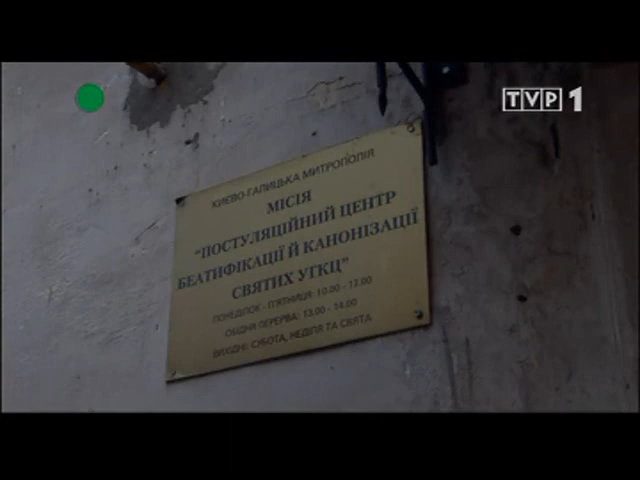 TVP 1
КИЄВО-ГАЛИЦЬКА МИТРОПОЛІЯ
МІСІЯ
"ПОСТУЛЯЦІЙНИЙ ЦЕНТР
БЕАТИФІКАЦІЇ Й КАНОНІЗАЦІЇ
СВЯТИХ УГКЦ"
ПОНЕДІЛОК - П'ЯТНИЦЯ: 10.00 - 17.00
ОБІДНЯ ПЕРЕРВА: 13.00 - 14.00
ВИХІДНІ: СУБОТА, НЕДІЛЯ ТА СВЯТА